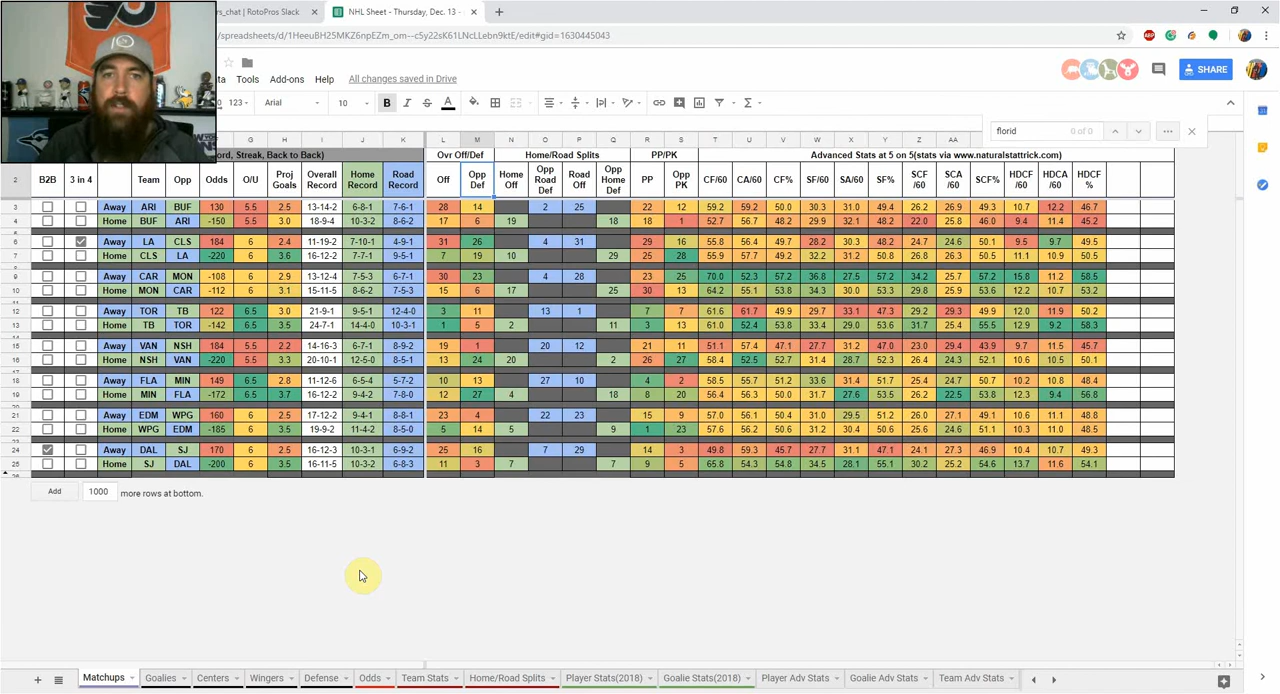 rs_chat | RotoPros Slack × NHL Sheet - Thursday, Dec. 13 - × +
/spreadsheets/d/1HeeuBH25MKZ6npEZm_om--c5y22sK61LNcLLebn9ktE/edit#gid=1630445043
ta Tools Add-ons Help All changes saved in Drive SHARE
123 Arial 10 B I S A
florid 0 of 0
L M N O P Q R S T U V W X Y Z AA
G H I J K
ord, Streak, Back to Back) Ovr Off/Def Home/Road Splits PP/PK Advanced Stats at 5 on 5(stats via www.naturalstattrick.com)
2 B2B 3 in 4 Team Opp Odds O/U Proj Goals Overall Record Home Record Road Record Off Opp Def Home Off Opp Road Def Road Off Opp Home Def PP Opp PK CF/60 CA/60 CF% SF/60 SA/60 SF% SCF /60 SCA /60 SCF% HDCF /60 HDCA /60 HDCF %
3 Away ARI BUF 130 5.5 2.5 13-14-2 6-8-1 7-6-1 28 14 2 25 22 12 59.2 59.2 50.0 30.3 31.0 49.4 26.2 26.9 49.3 10.7 12.2 46.7
4 Home BUF ARI -150 5.5 3.0 18-9-4 10-3-2 8-6-2 17 6 19 18 18 1 52.7 56.7 48.2 29.9 32.1 48.2 22.0 25.8 46.0 9.4 11.4 45.2
6 Away LA CLS 184 6 2.4 11-19-2 7-10-1 4-9-1 31 26 4 31 29 16 55.8 56.4 49.7 28.2 30.3 48.2 24.7 24.6 50.1 9.5 9.7 49.5
7 Home CLS LA -220 6 3.6 16-12-2 7-7-1 9-5-1 7 19 10 29 25 28 55.9 57.7 49.2 32.2 31.2 50.7 26.8 26.3 50.5 11.1 10.9 50.5
9 Away CAR MON -108 6 2.9 13-12-4 7-5-3 6-7-1 30 23 4 28 23 25 70.0 52.3 57.2 36.8 27.5 57.2 34.2 25.7 57.2 15.8 11.2 58.5
10 Home MON CAR -112 6 3.1 15-11-5 8-6-2 7-5-3 15 6 25 30 13 64.2 55.1 53.8 34.3 30.0 53.3 29.8 25.9 53.6 12.2 10.7 53.2
12 Away TOR TB 122 6.5 3.0 21-9-1 9-5-1 12-4-0 3 11 13 1 7 7 61.6 61.7 49.9 29.7 33.1 47.3 29.2 29.3 49.9 12.0 11.9 50.2
13 Home TB TOR -142 6.5 3.5 24-7-1 14-4-0 10-3-1 1 5 2 11 3 13 61.0 52.4 53.8 33.4 29.0 53.6 31.7 25.4 55.5 12.9 9.2 58.3
15 Away VAN NSH 184 5.5 2.2 14-16-3 6-7-1 8-9-2 19 1 20 12 21 11 51.1 57.4 47.1 27.7 31.2 47.0 23.0 29.4 43.9 9.7 11.5 45.7
16 Home NSH VAN -220 5.5 3.3 20-10-1 12-5-0 8-5-1 13 24 20 2 26 27 58.4 52.5 52.7 31.4 28.7 52.3 26.4 24.3 52.1 10.6 10.5 50.1
18 Away FLA MIN 149 6.5 2.8 11-12-6 6-5-4 5-7-2 10 13 27 10 4 2 58.5 55.7 51.2 33.6 31.4 51.7 25.4 24.7 50.7 10.2 10.8 48.4
19 Home MIN FLA -172 6.5 3.7 16-12-2 9-4-2 7-8-0 12 27 4 18 8 20 56.4 56.3 50.0 31.7 27.6 53.5 26.2 22.5 53.8 12.3 9.4 56.8
21 Away EDM WPG 160 6 2.5 17-12-2 9-4-1 8-8-1 23 4 22 23 15 9 57.0 56.1 50.4 31.0 29.5 51.2 26.0 27.1 49.1 10.6 11.1 48.8
22 Home WPG EDM -185 6 3.5 19-9-2 11-4-2 8-5-0 5 14 5 9 1 23 57.6 56.2 50.6 31.2 30.4 50.6 25.6 24.6 51.0 10.3 11.0 48.5
24 Away DAL SJ 170 6 2.5 16-12-3 10-3-1 6-9-2 25 16 7 29 14 3 49.8 59.3 45.7 27.7 31.2 47.1 24.1 27.3 46.9 10.4 10.7 49.3
25 Home SJ DAL -200 6 3.5 16-11-5 10-3-2 6-8-3 11 3 7 7 9 5 65.8 54.3 54.8 34.5 28.1 55.1 30.2 25.2 54.6 13.7 11.6 54.1
Add 1000 more rows at bottom.
Matchups Goalies Centers Wingers Defense Odds Team Stats Home/Road Splits Player Stats(2018) Goalie Stats(2018) Player Adv Stats Goalie Adv Stats Team Adv Stats